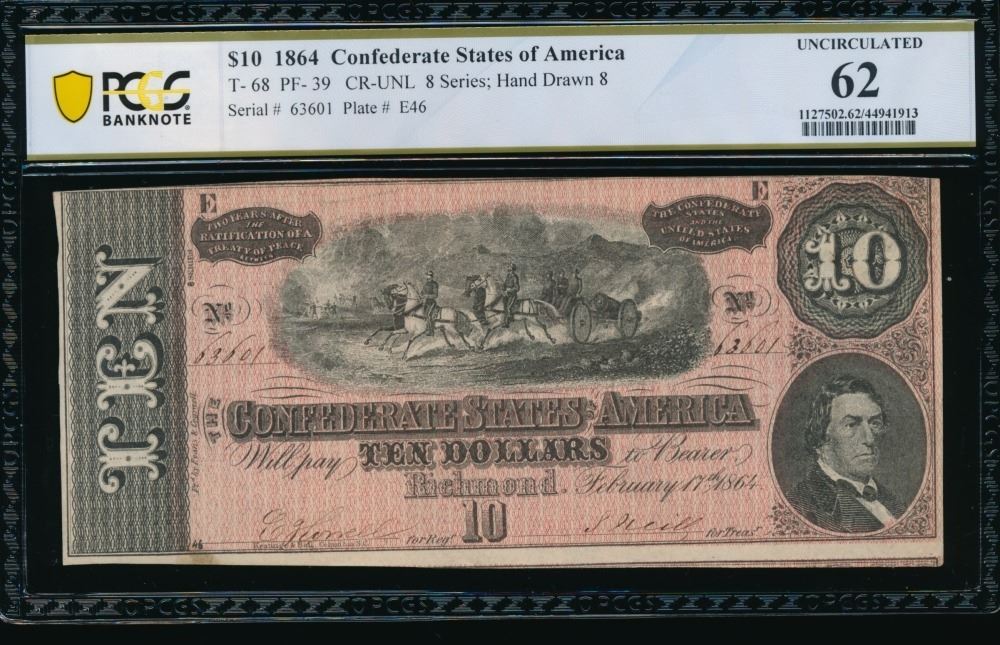 $10 1864 Confederate States of America
T- 68 PF- 39 CR-UNL 8 Series; Hand Drawn 8
Serial # 63601 Plate # E46
PCGS
BANKNOTE
UNCIRCULATED
62
1127502.62/44941913
E
E
TWO YEARS AFTER
THE
RATIFICATION OF A
TREATY OF PEACE
BETWEEN
THE CONFEDERATE
STATES
AND THE
UNITED STATES
OF AMERICA
10
TEN
No
No
63601
63601
THE
CONFEDERATE STATES OF AMERICA
Will pay TEN DOLLARS to Bearer
Richmond. February 17th 1864.
10
for Regr.
for Treasr.
46